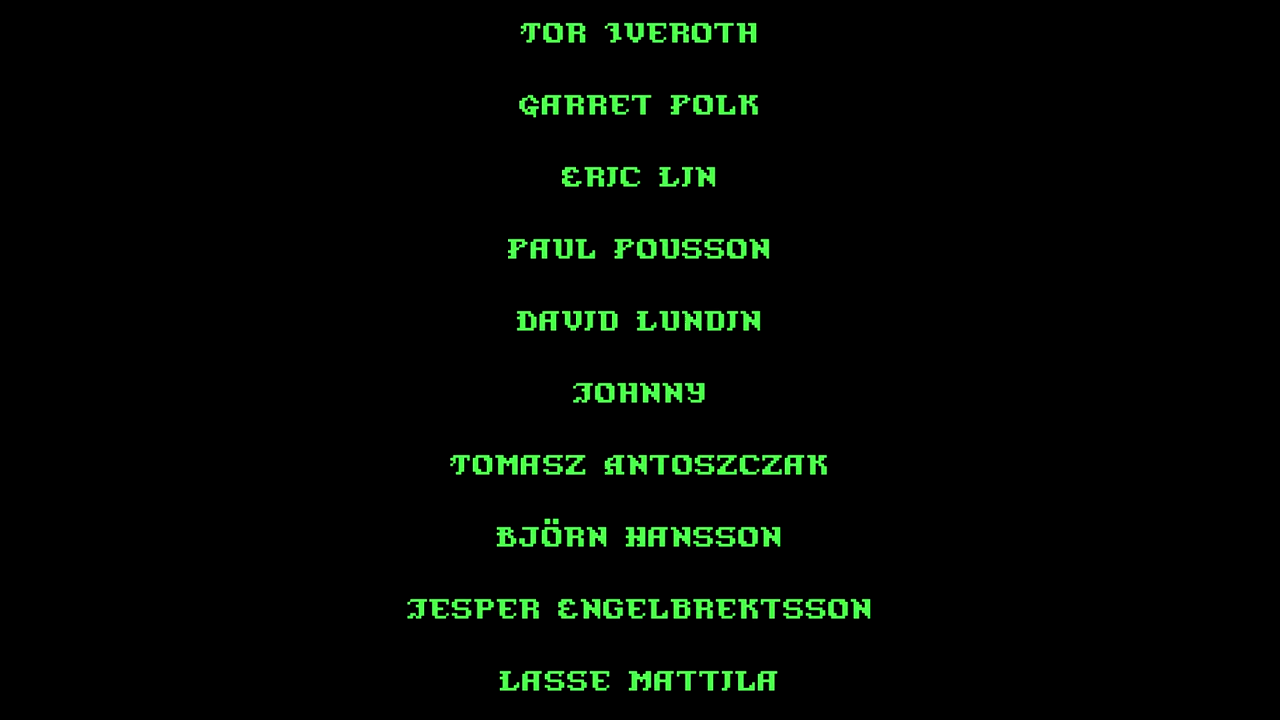 TOR IVEROTH
GARRET POLK
ERIC LIN
PAUL POUSSON
DAVID LUNDIN
JOHNNY
TOMASZ ANTOSZCZAK
BJÖRN HANSSON
JESPER ENGELBREKTSSON
LASSE MATTILA